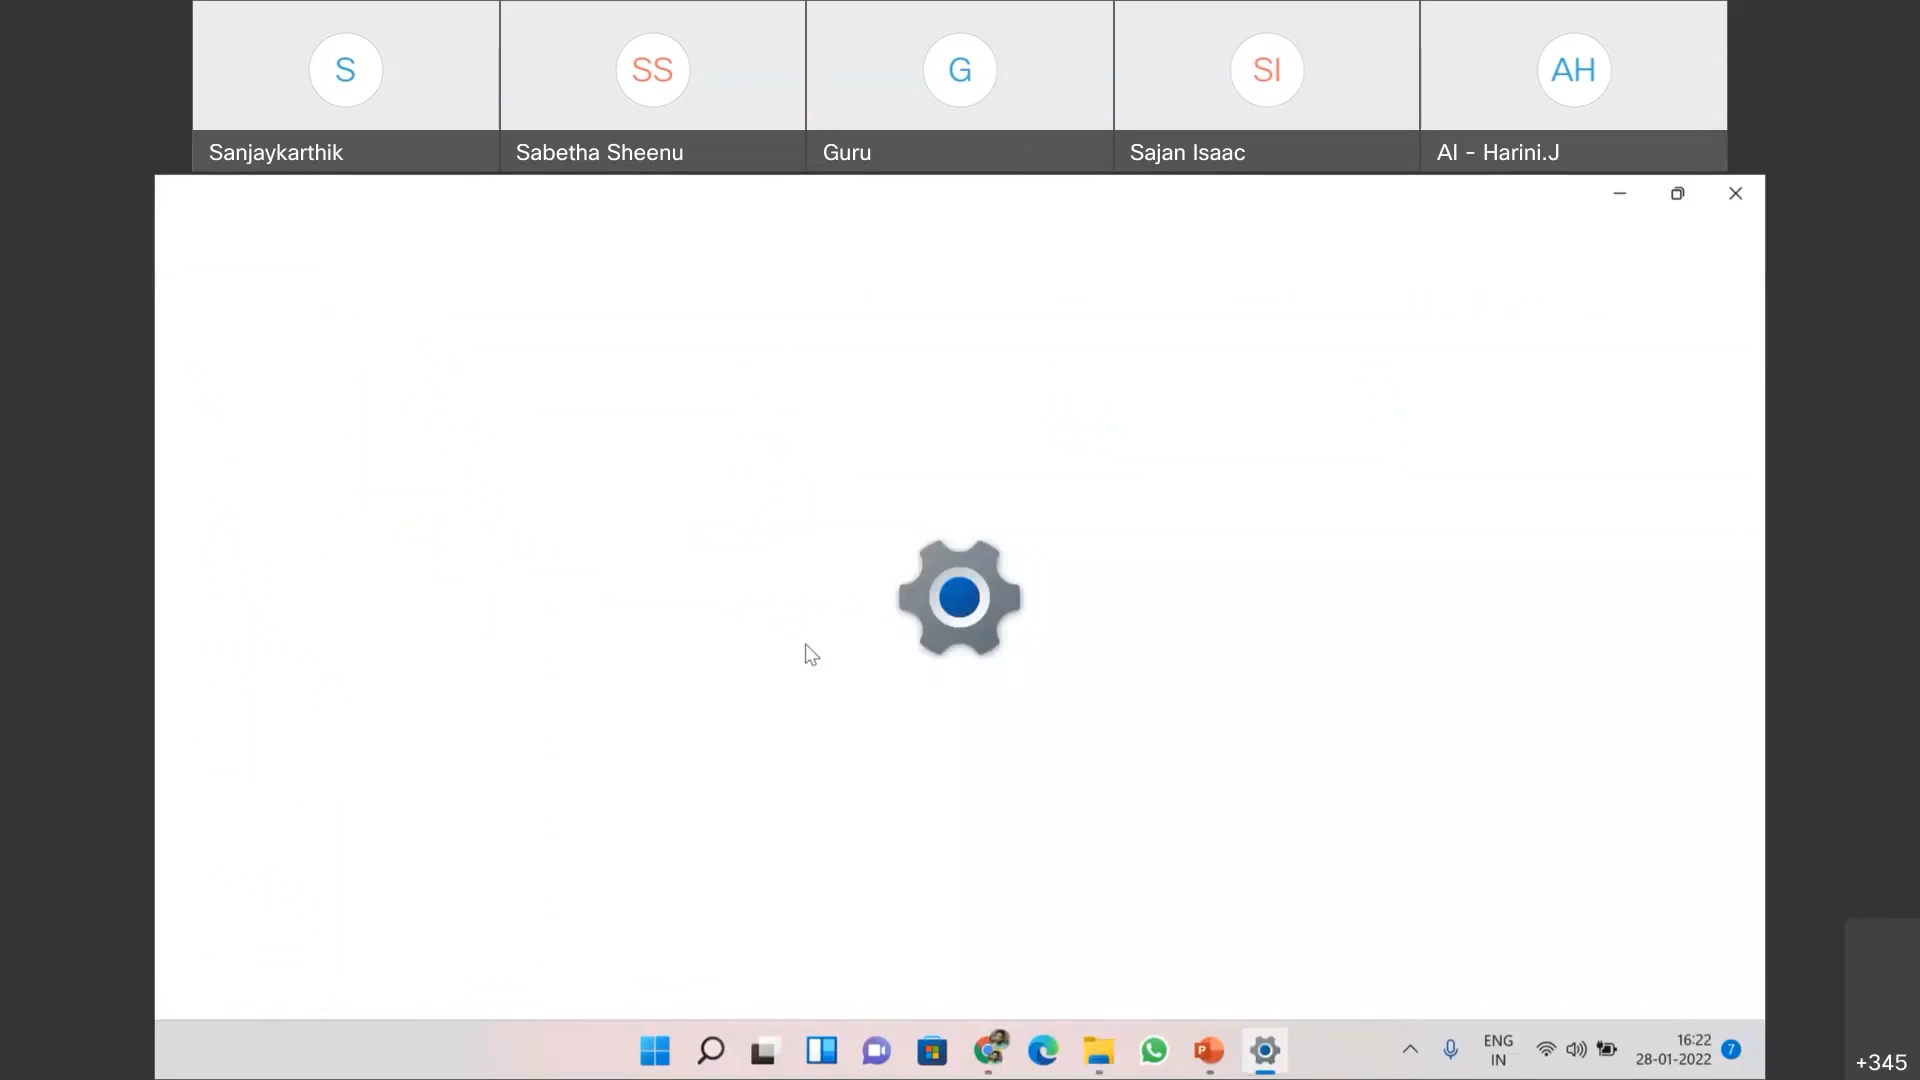 S
SS
G
SI
AH
Sanjaykarthik
Sabetha Sheenu
Guru
Sajan Isaac
AI - Harini.J
P
ENG
IN
16:22
28-01-2022
7
+345